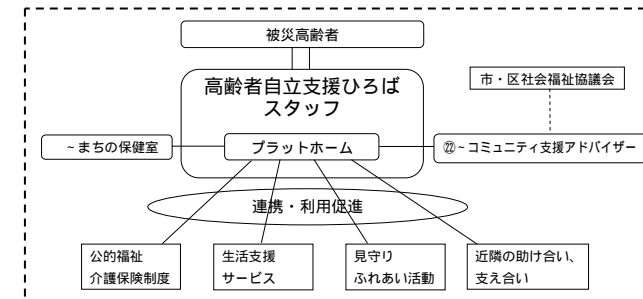 被災高齢者
高齢者自立支援ひろば
スタッフ
市・区社会福祉協議会
～まちの保健室
プラットホーム
㉒～コミュニティ支援アドバイザー
連携・利用促進
公的福祉
介護保険制度
生活支援
サービス
見守り
ふれあい活動
近隣の助け合い、
支え合い